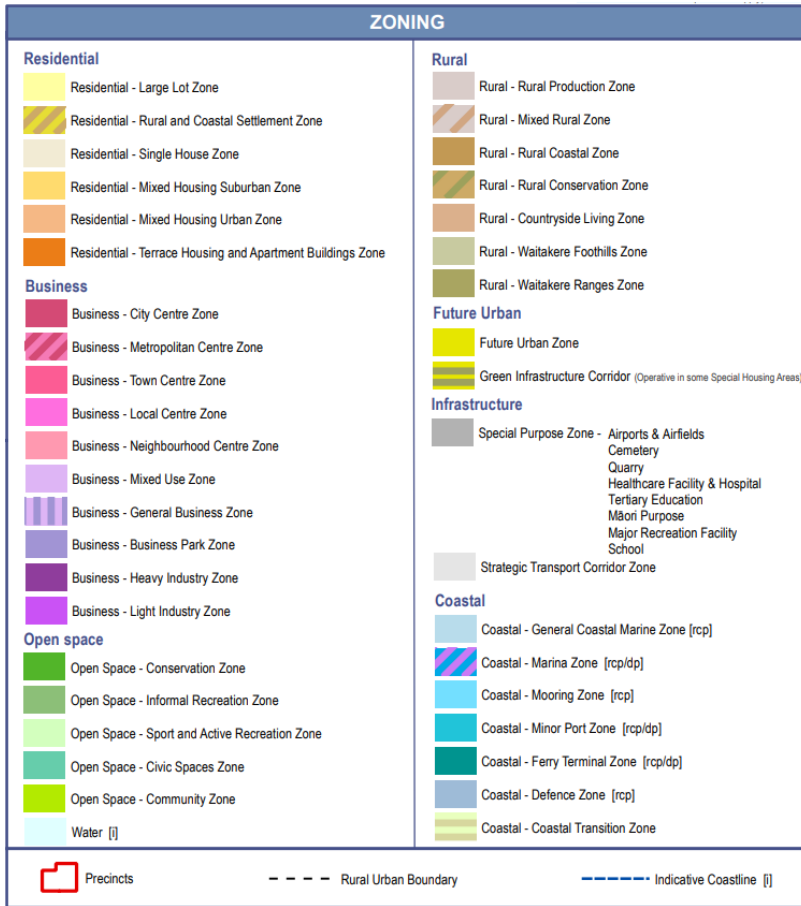 ZONING
Residential
Residential - Large Lot Zone
Residential - Rural and Coastal Settlement Zone
Residential - Single House Zone
Residential - Mixed Housing Suburban Zone
Residential - Mixed Housing Urban Zone
Residential - Terrace Housing and Apartment Buildings Zone
Business
Business - City Centre Zone
Business - Metropolitan Centre Zone
Business - Town Centre Zone
Business - Local Centre Zone
Business - Neighbourhood Centre Zone
Business - Mixed Use Zone
Business - General Business Zone
Business - Business Park Zone
Business - Heavy Industry Zone
Business - Light Industry Zone
Open space
Open Space - Conservation Zone
Open Space - Informal Recreation Zone
Open Space - Sport and Active Recreation Zone
Open Space - Civic Spaces Zone
Open Space - Community Zone
Water [i]
Rural
Rural - Rural Production Zone
Rural - Mixed Rural Zone
Rural - Rural Coastal Zone
Rural - Rural Conservation Zone
Rural - Countryside Living Zone
Rural - Waitakere Foothills Zone
Rural - Waitakere Ranges Zone
Future Urban
Future Urban Zone
Green Infrastructure Corridor (Operative in some Special Housing Areas)
Infrastructure
Special Purpose Zone - Airports & Airfields
Cemetery
Quarry
Healthcare Facility & Hospital
Tertiary Education
Māori Purpose
Major Recreation Facility
School
Strategic Transport Corridor Zone
Coastal
Coastal - General Coastal Marine Zone [rcp]
Coastal - Marina Zone [rcp/dp]
Coastal - Mooring Zone [rcp]
Coastal - Minor Port Zone [rcp/dp]
Coastal - Ferry Terminal Zone [rcp/dp]
Coastal - Defence Zone [rcp]
Coastal - Coastal Transition Zone
Precincts
Rural Urban Boundary
Indicative Coastline [i]